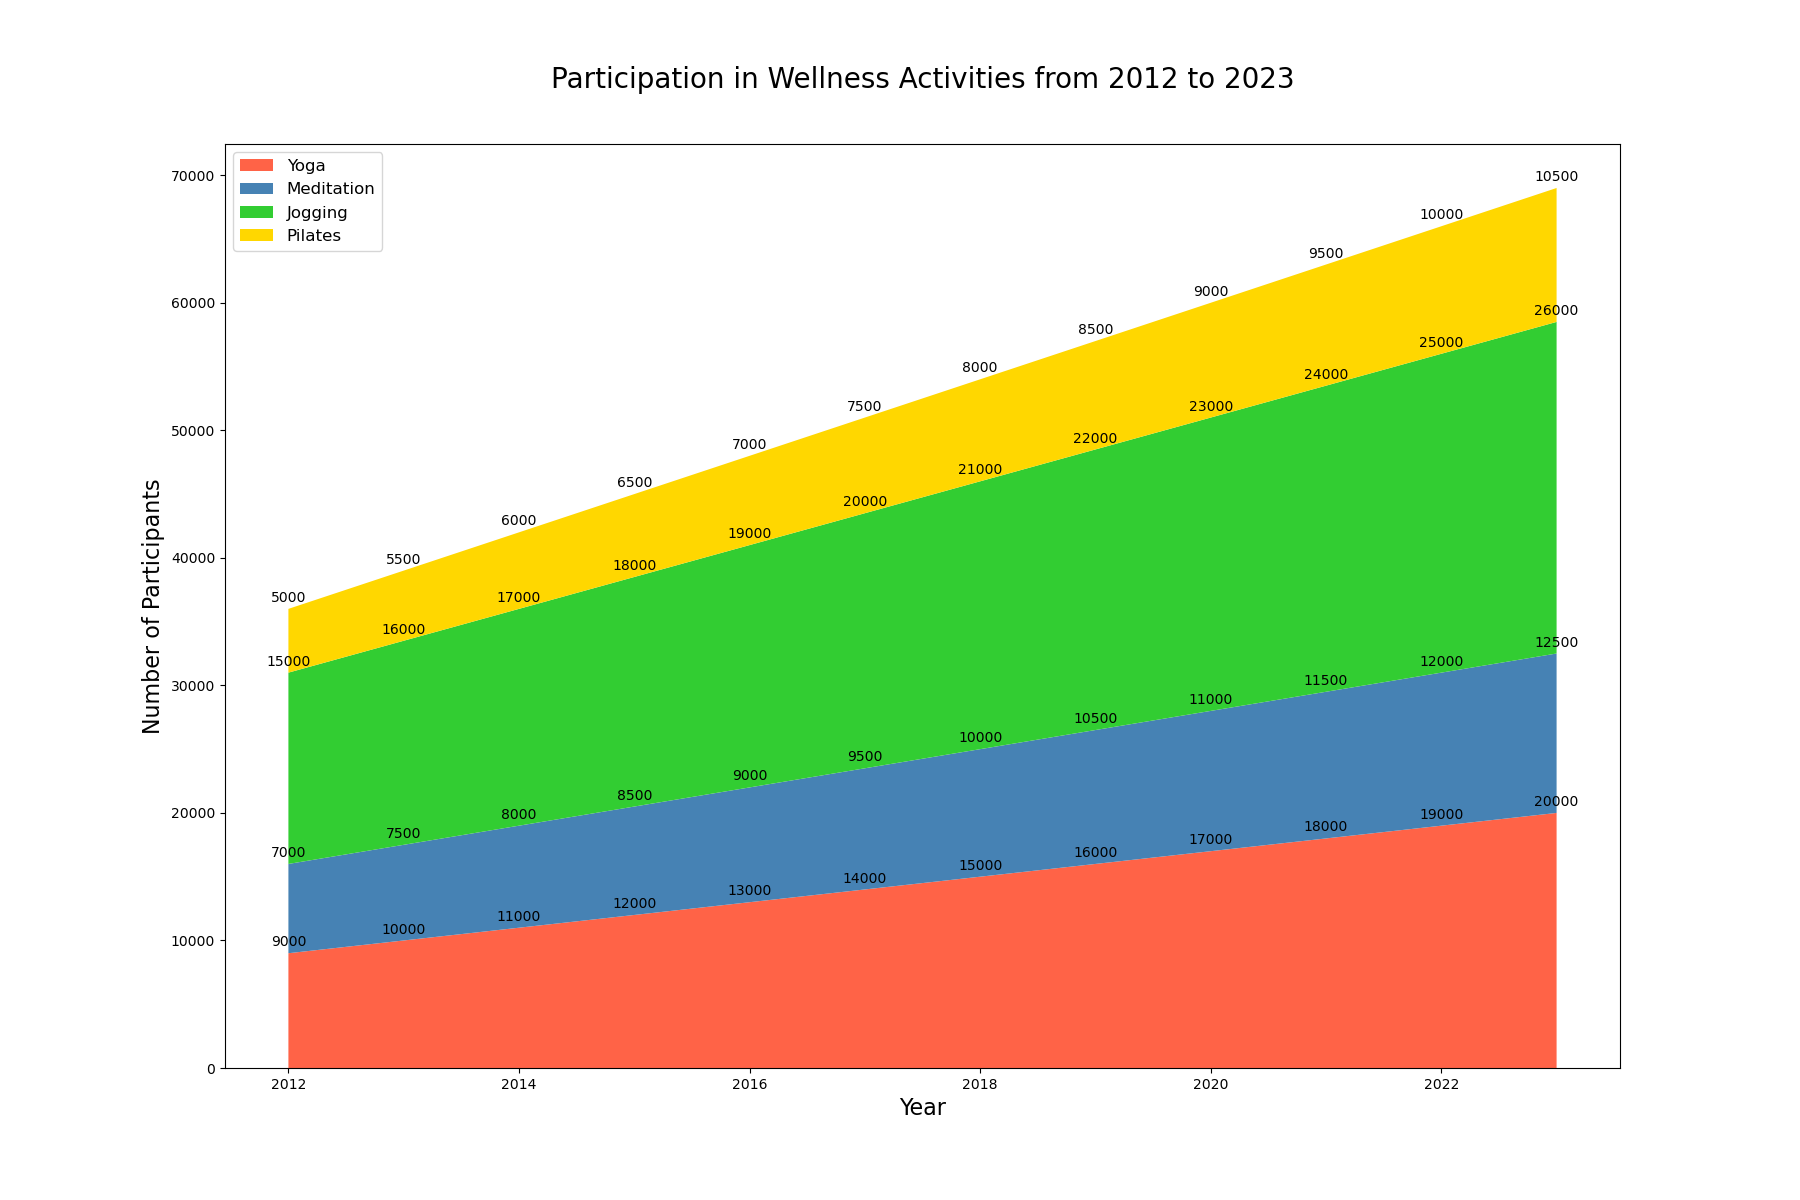 Participation in Wellness Activities from 2012 to 2023
Yoga
Meditation
Jogging
Pilates
70000
60000
50000
40000
30000
20000
10000
0
Number of Participants
5000 5500 6000 6500 7000 7500 8000 8500 9000 9500 10000 10500
15000 16000 17000 18000 19000 20000 21000 22000 23000 24000 25000 26000
7000 7500 8000 8500 9000 9500 10000 10500 11000 11500 12000 12500
9000 10000 11000 12000 13000 14000 15000 16000 17000 18000 19000 20000
2012 2014 2016 2018 2020 2022
Year